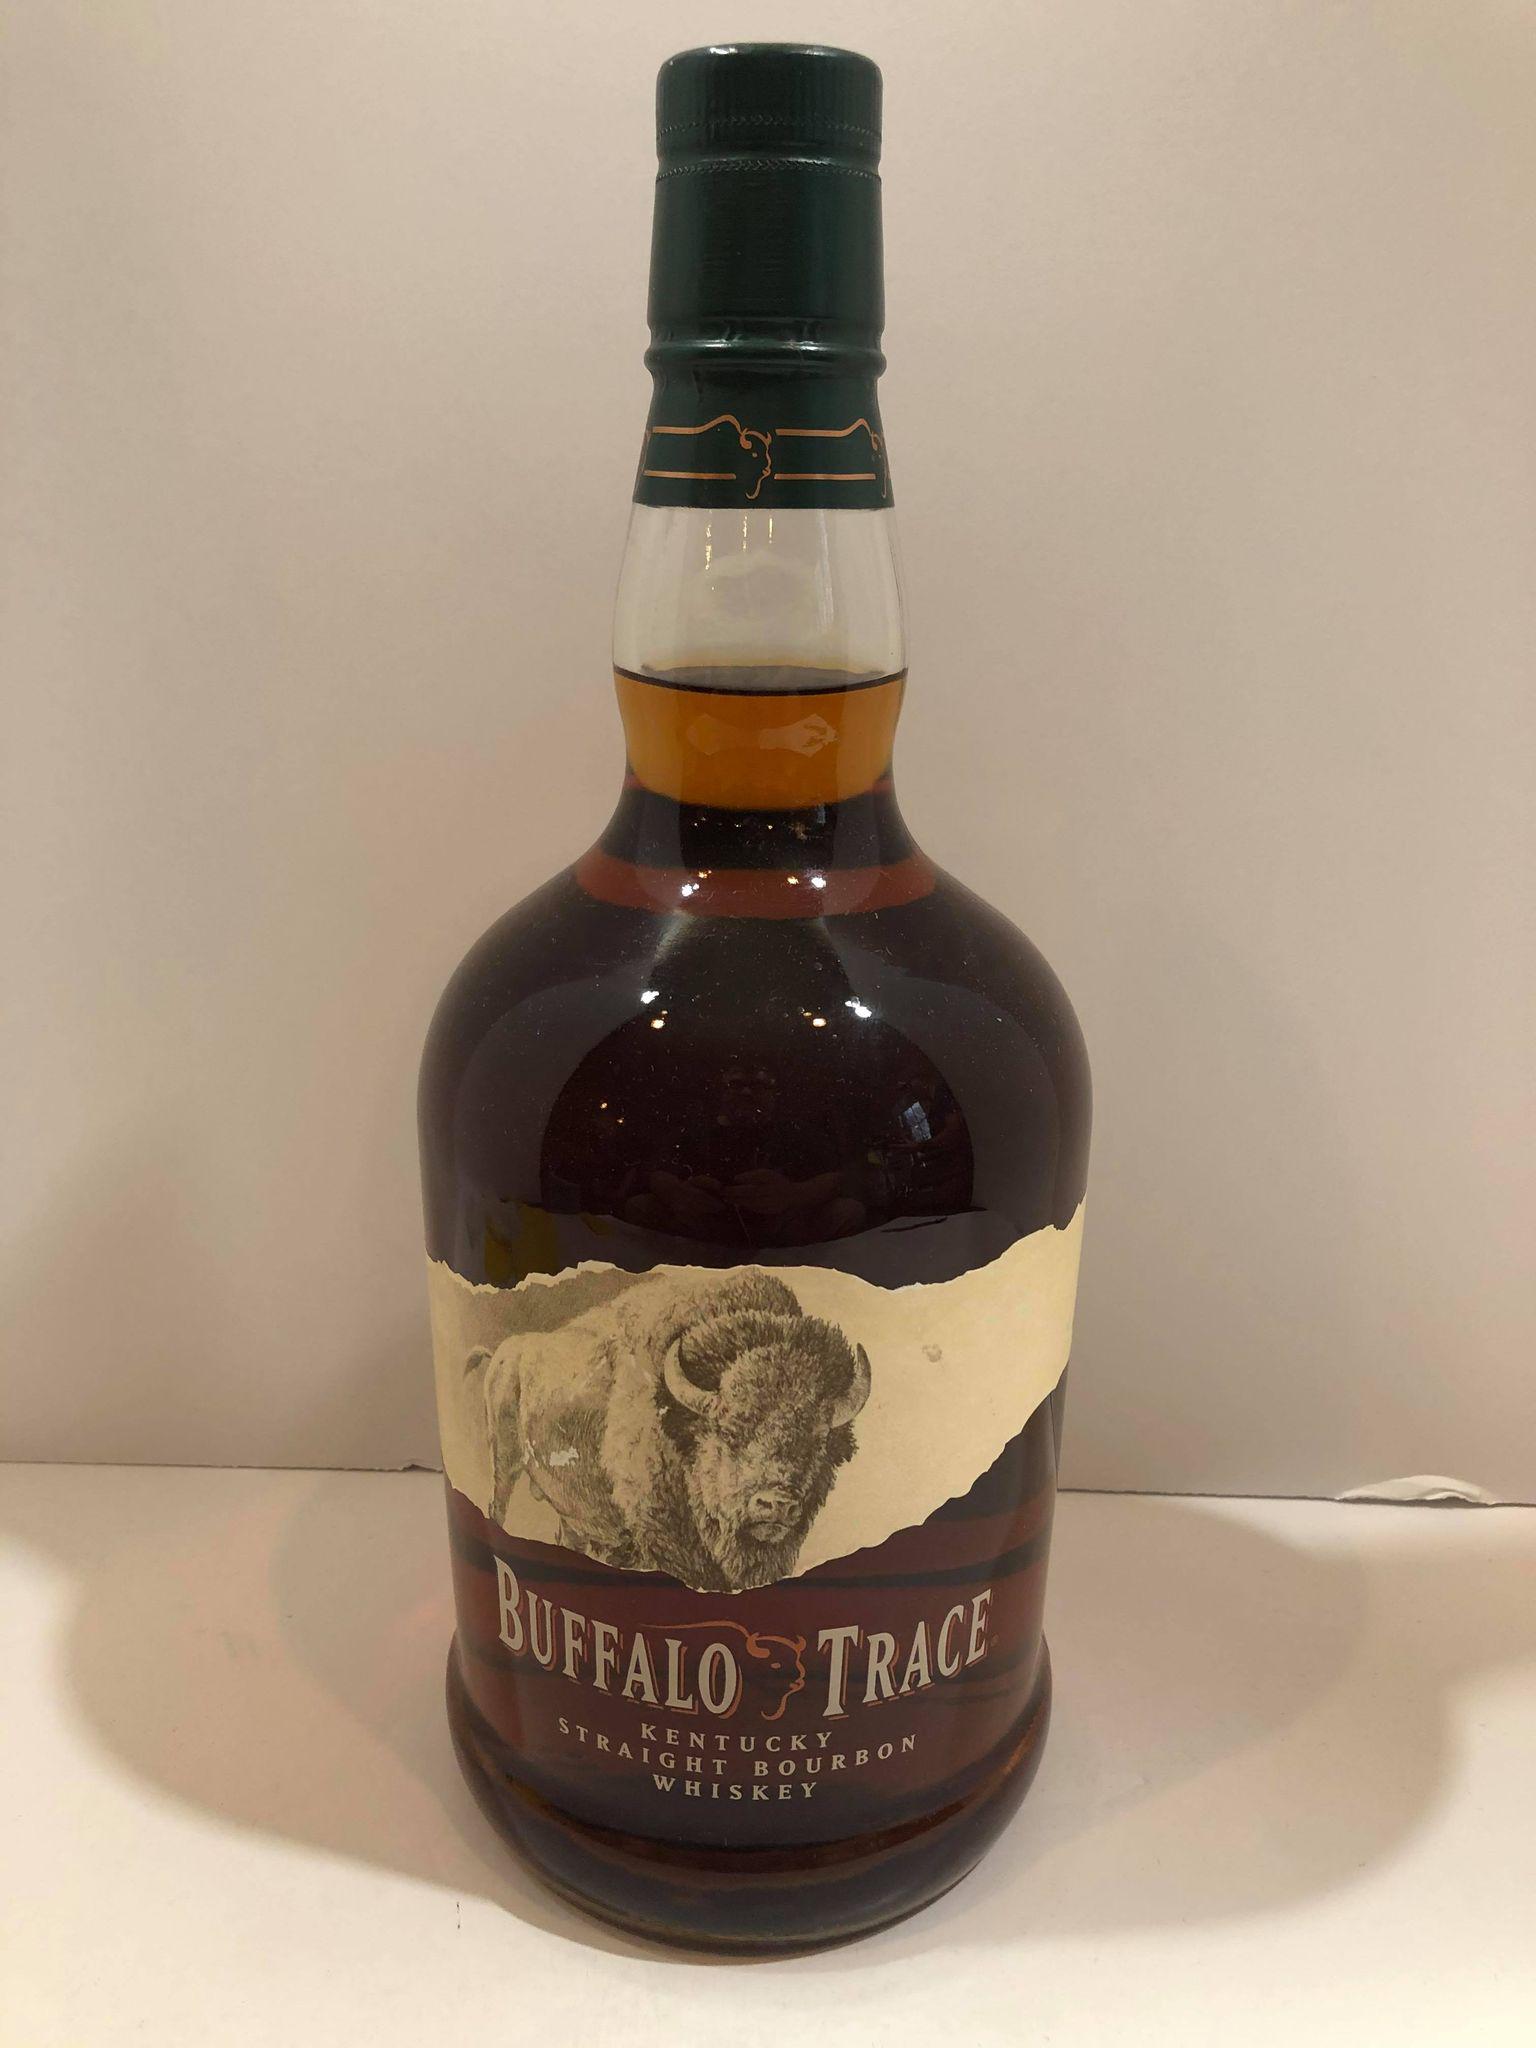 BUFFALO TRACE
KENTUCKY
STRAIGHT BOURBON
WHISKEY